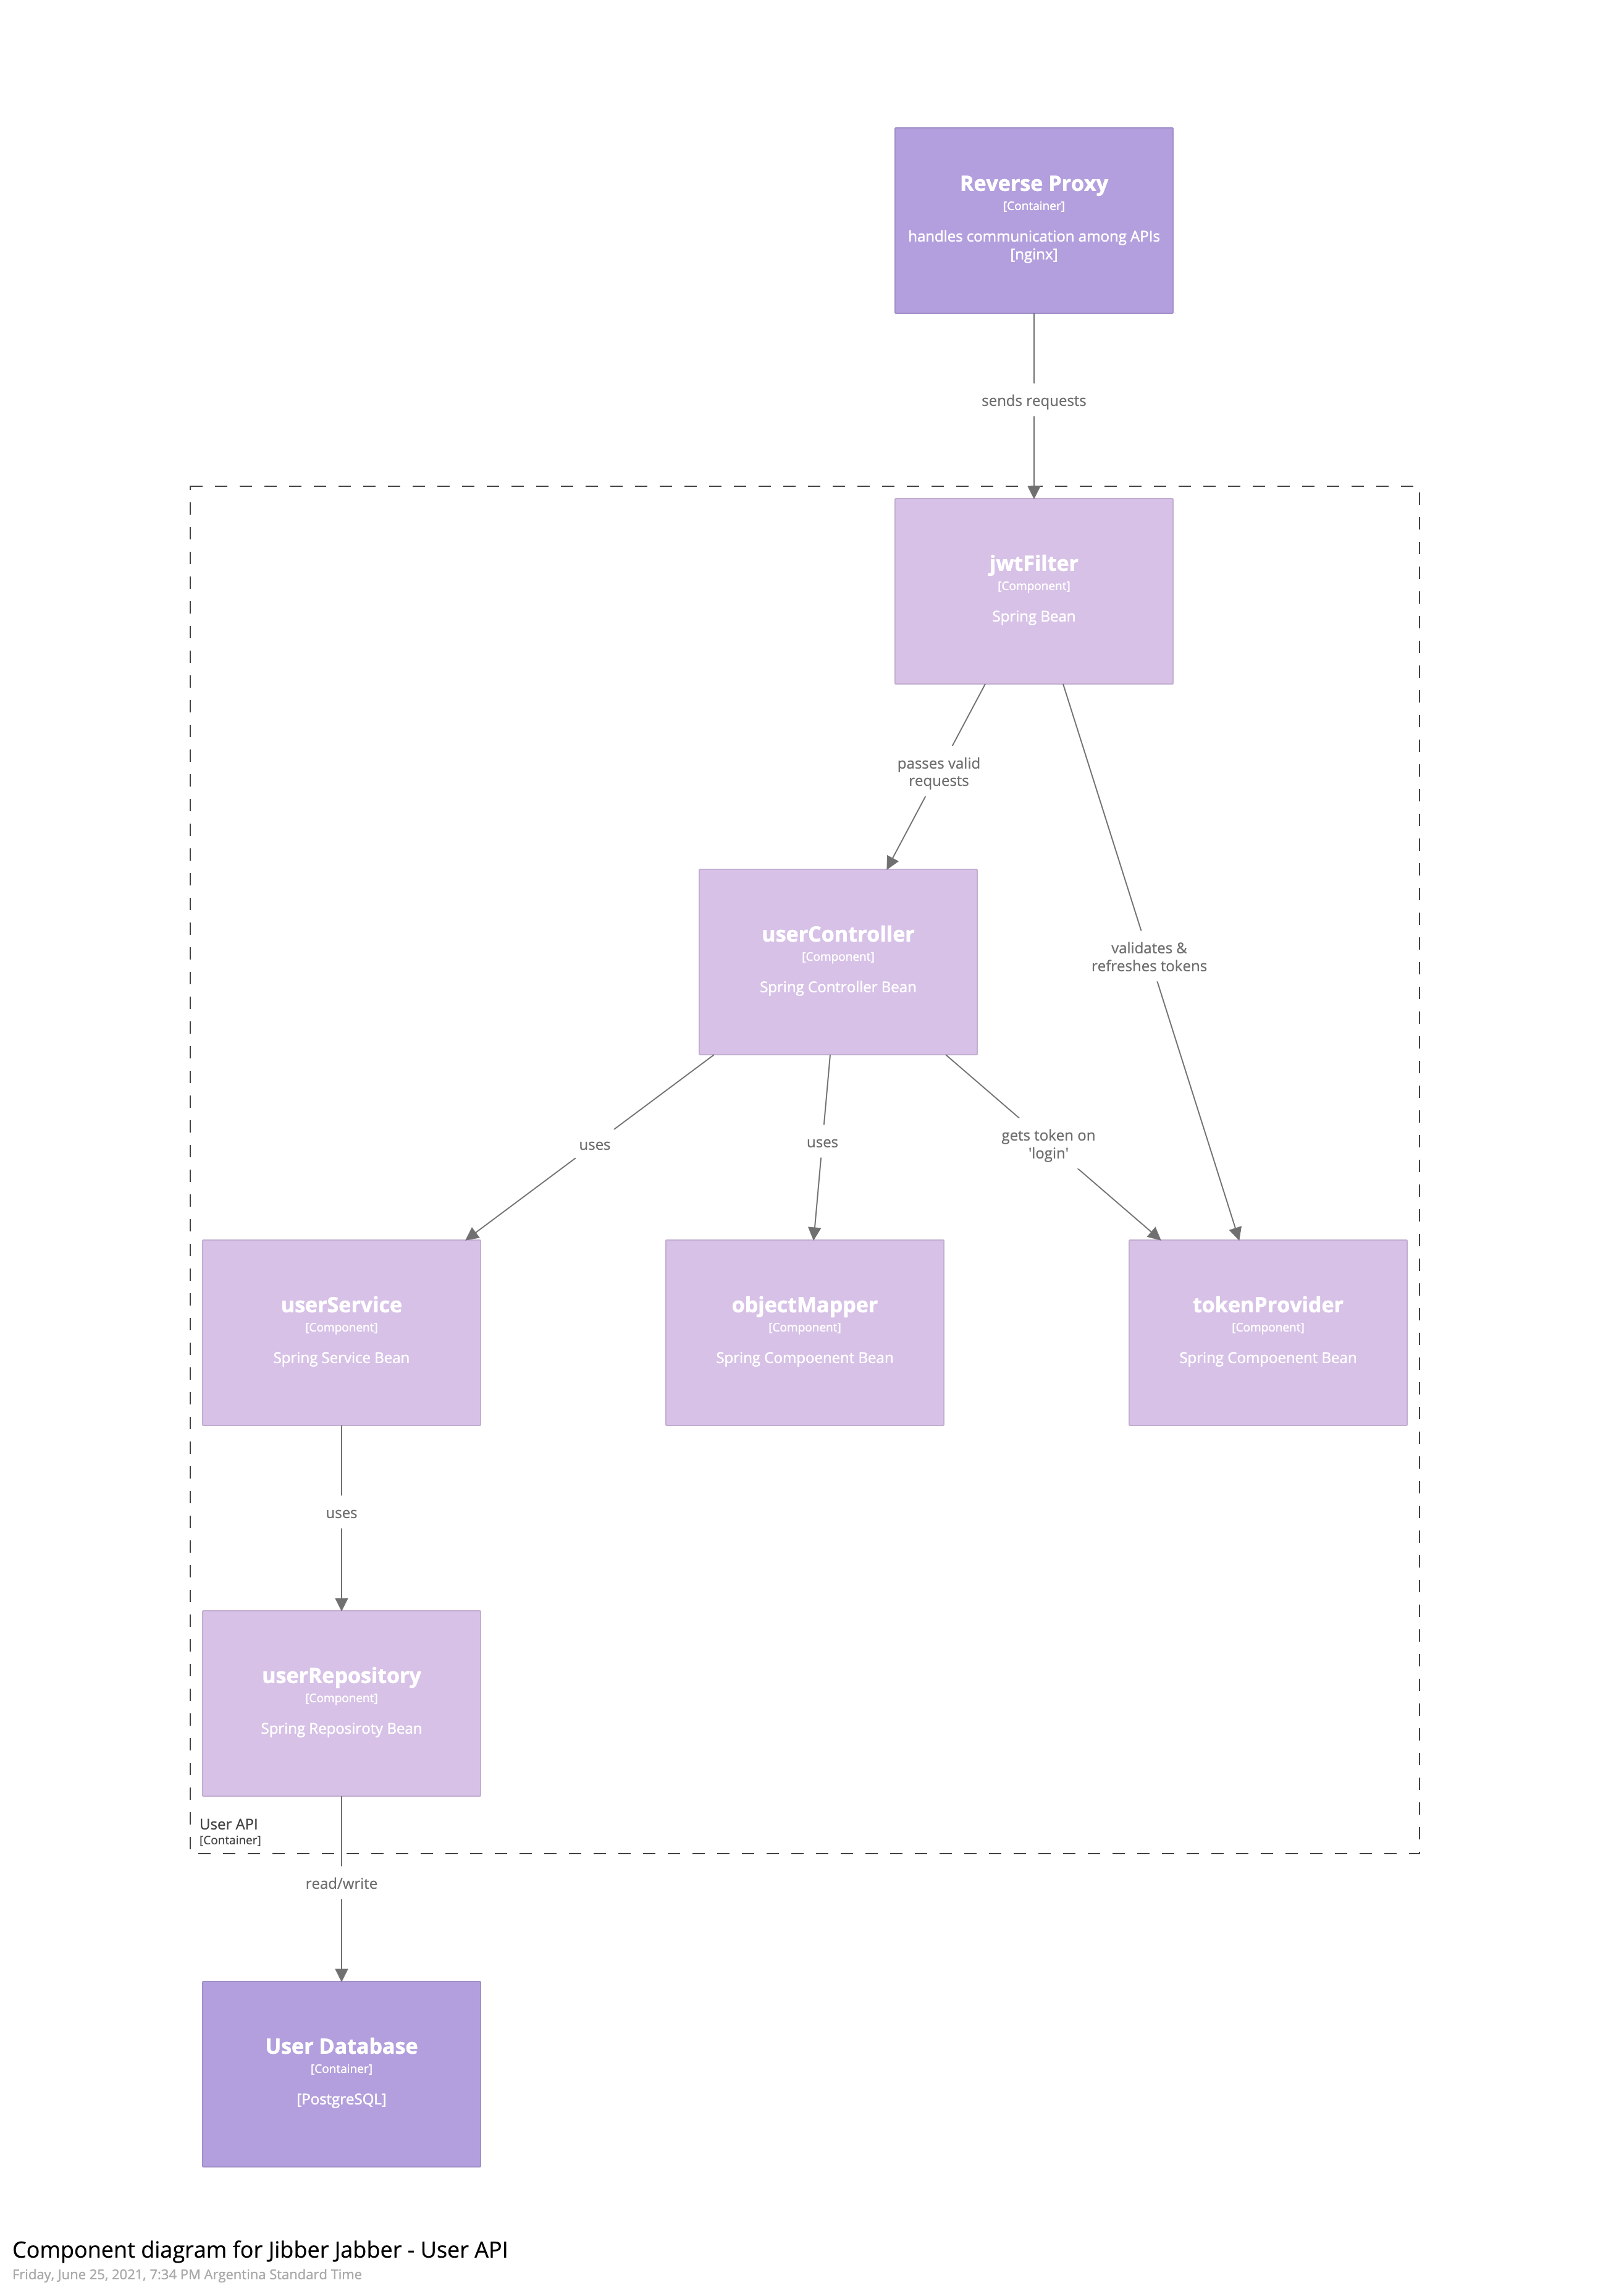 Reverse Proxy
[Container]
handles communication among APIs
[nginx]
sends requests
jwtFilter
[Component]
Spring Bean
passes valid
requests
validates &
refreshes tokens
userController
[Component]
Spring Controller Bean
uses
uses
gets token on
'login'
userService
[Component]
Spring Service Bean
objectMapper
[Component]
Spring Compoenent Bean
tokenProvider
[Component]
Spring Compoenent Bean
uses
userRepository
[Component]
Spring Reposiroty Bean
User API
[Container]
read/write
User Database
[Container]
[PostgreSQL]
Component diagram for Jibber Jabber - User API
Friday, June 25, 2021, 7:34 PM Argentina Standard Time